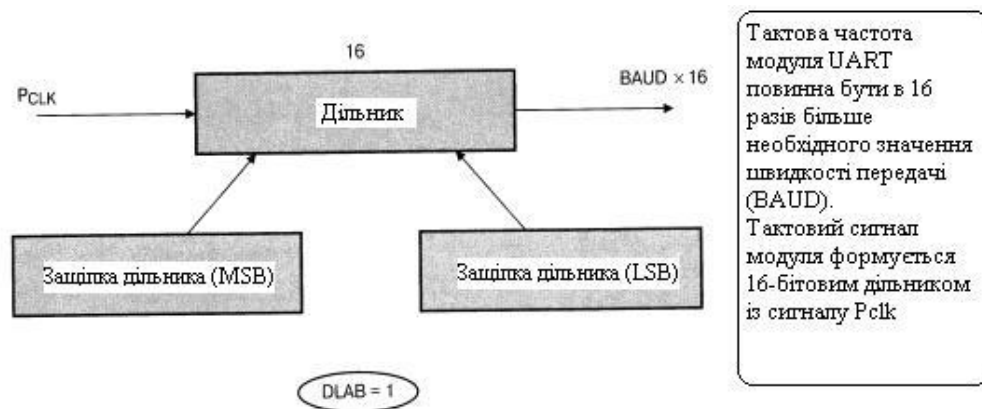 16
PCLK
BAUD × 16
Дільник
Защілка дільника (MSB)
Защілка дільника (LSB)
DLAB = 1
Тактова частота
модуля UART
повинна бути в 16
разів більше
необхідного значення
швидкості передачі
(BAUD).
Тактовий сигнал
модуля формується
16-бітовим дільником
із сигналу Pclk